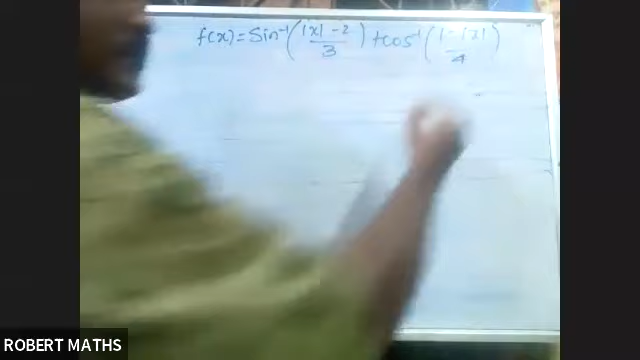 f(x) = Sin⁻¹(|x| - 2 / 3) + cos⁻¹(1 - |x| / 4)
ROBERT MATHS